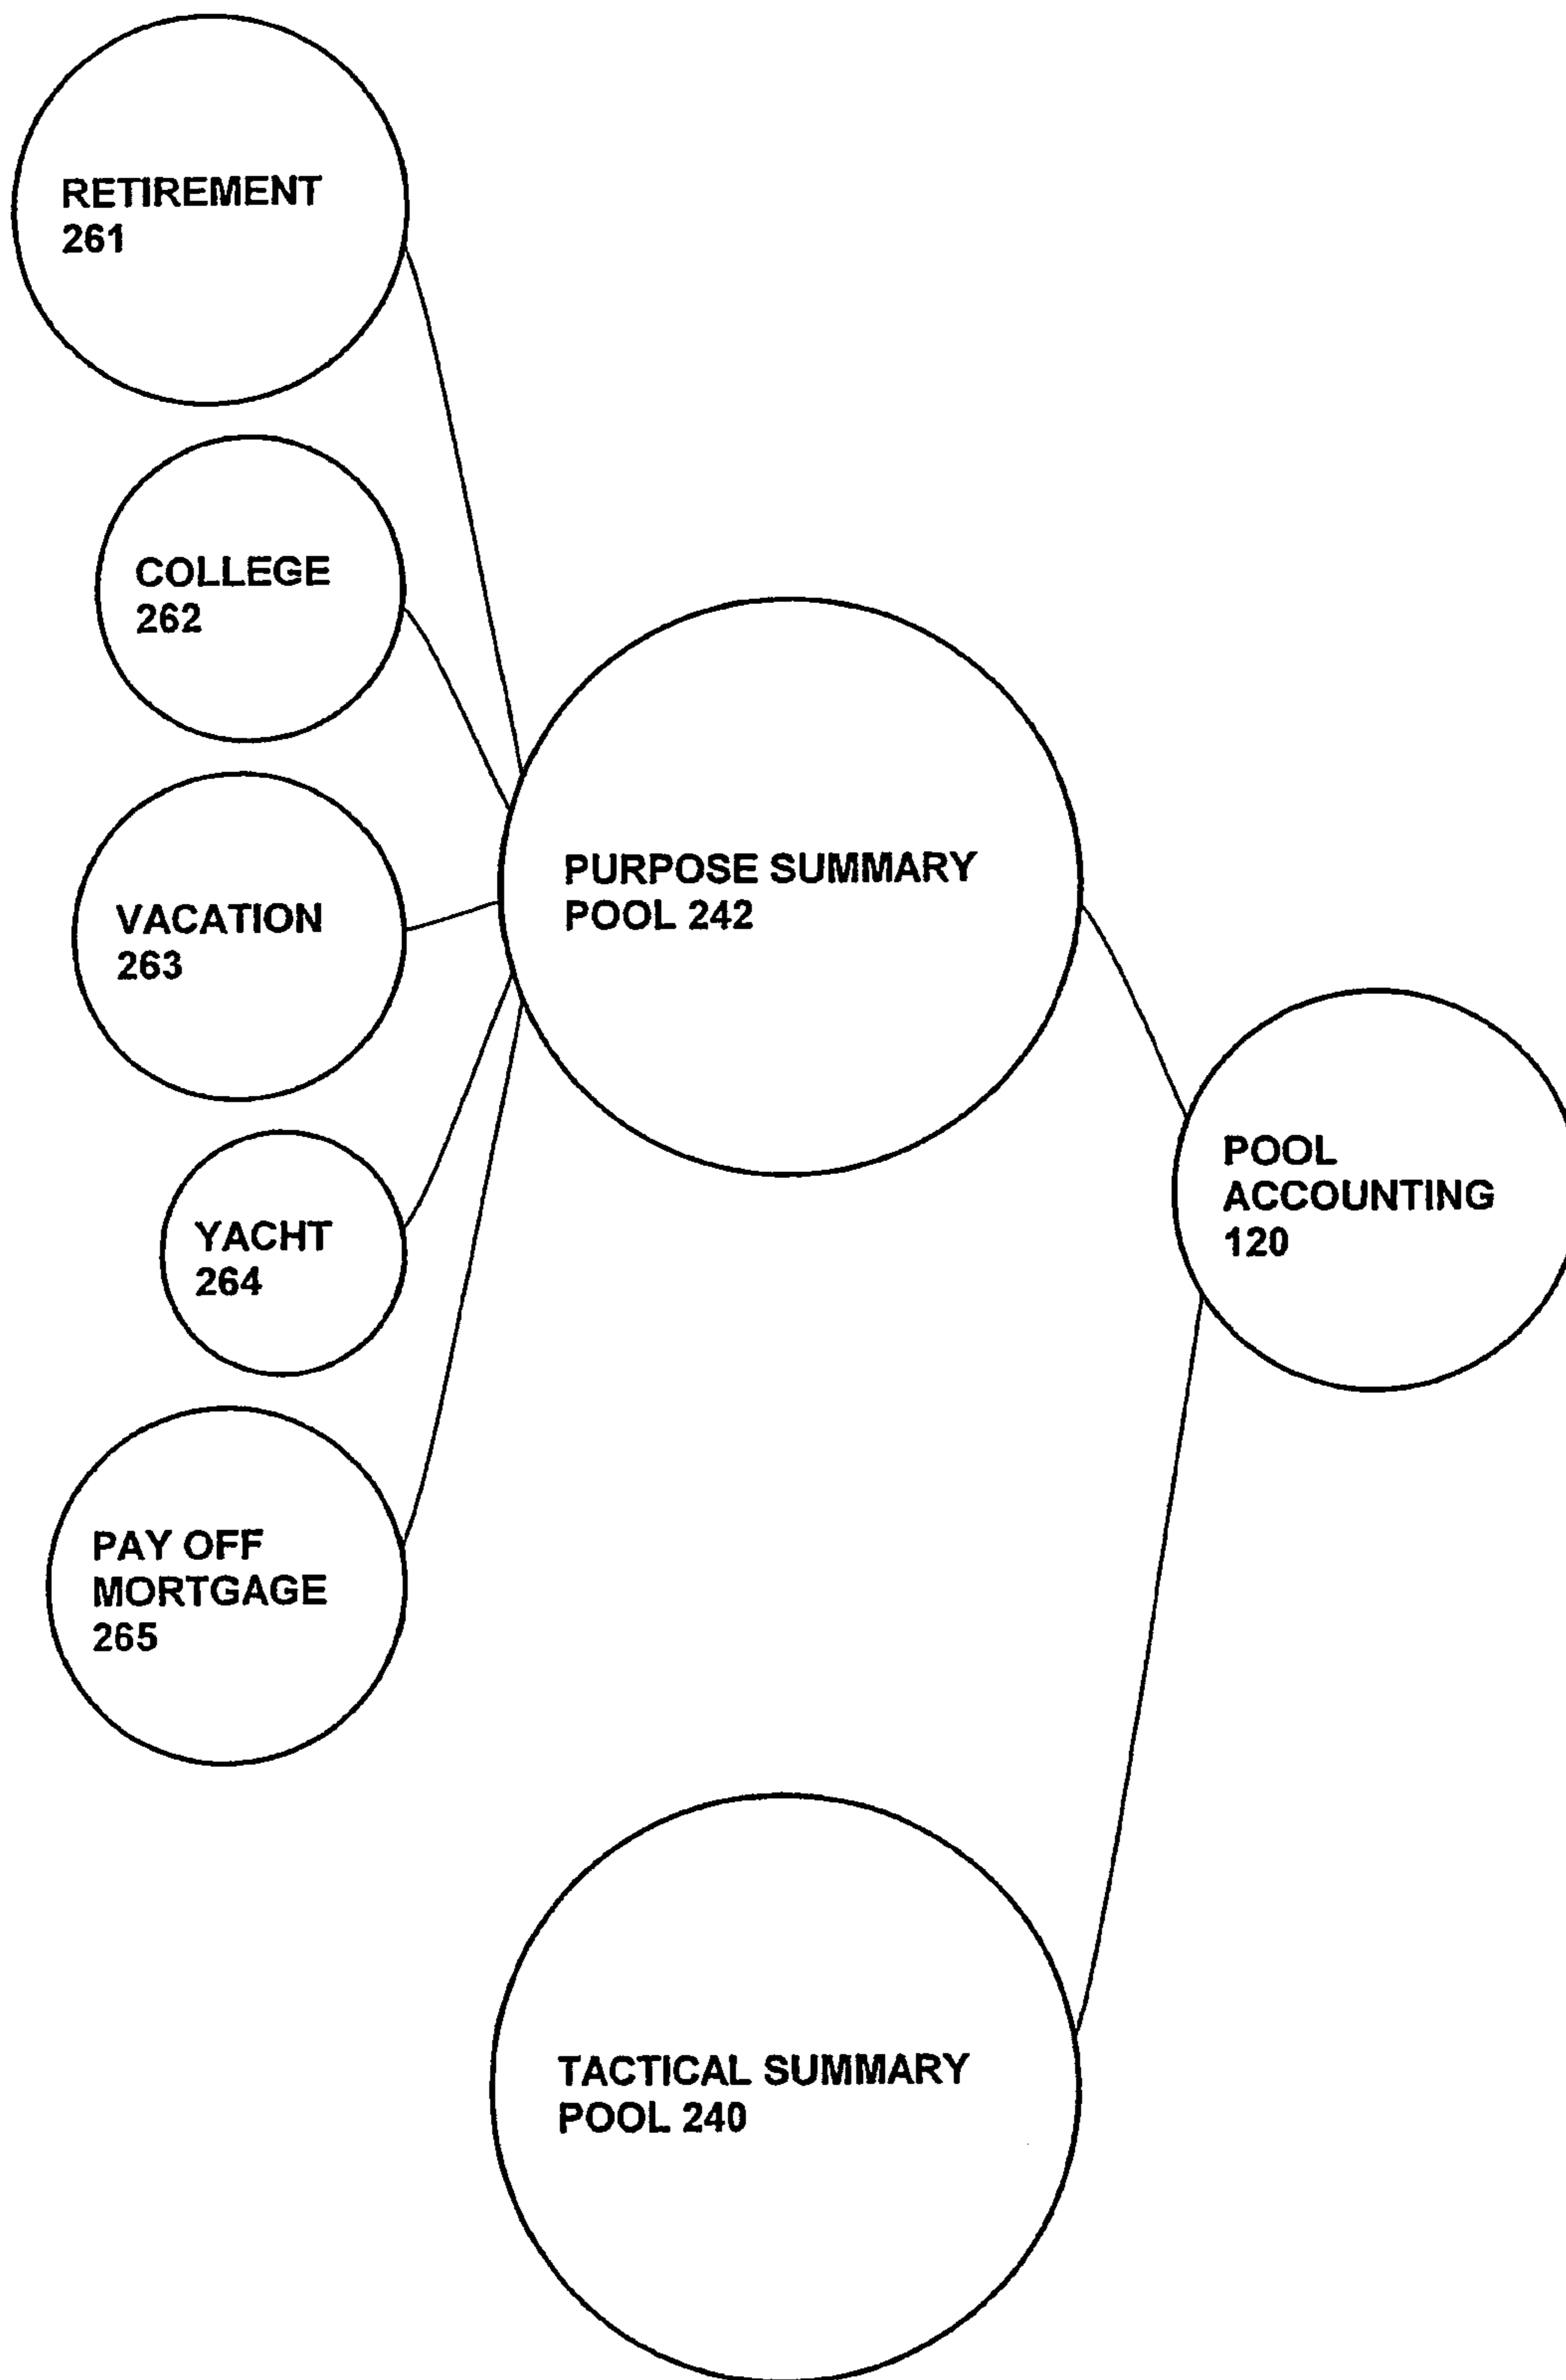 RETIREMENT
261
COLLEGE
262
PURPOSE SUMMARY
POOL 242
VACATION
263
POOL
ACCOUNTING
120
YACHT
264
PAY OFF
MORTGAGE
265
TACTICAL SUMMARY
POOL 240